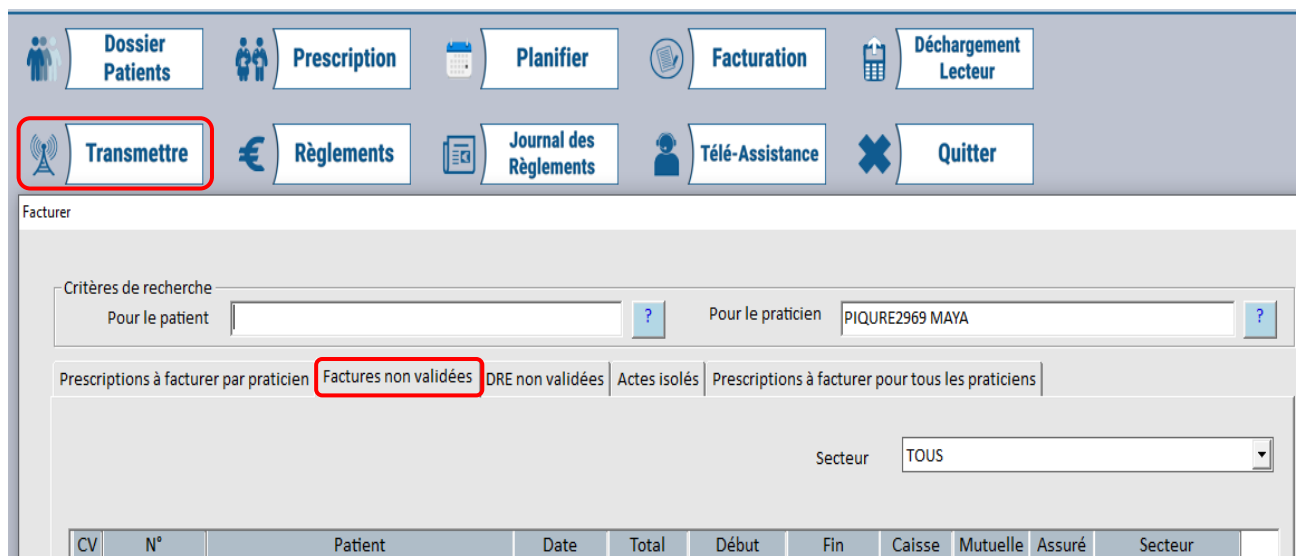 Dossier
Patients
Prescription
Planifier
Facturation
Déchargement
Lecteur
Transmettre
€
Règlements
Journal des
Règlements
Télé-Assistance
Quitter
Facturer
Critères de recherche
Pour le patient ? Pour le praticien PIQURE2969 MAYA ?
Prescriptions à facturer par praticien Factures non validées DRE non validées Actes isolés Prescriptions à facturer pour tous les praticiens
Secteur TOUS
CV N° Patient Date Total Début Fin Caisse Mutuelle Assuré Secteur